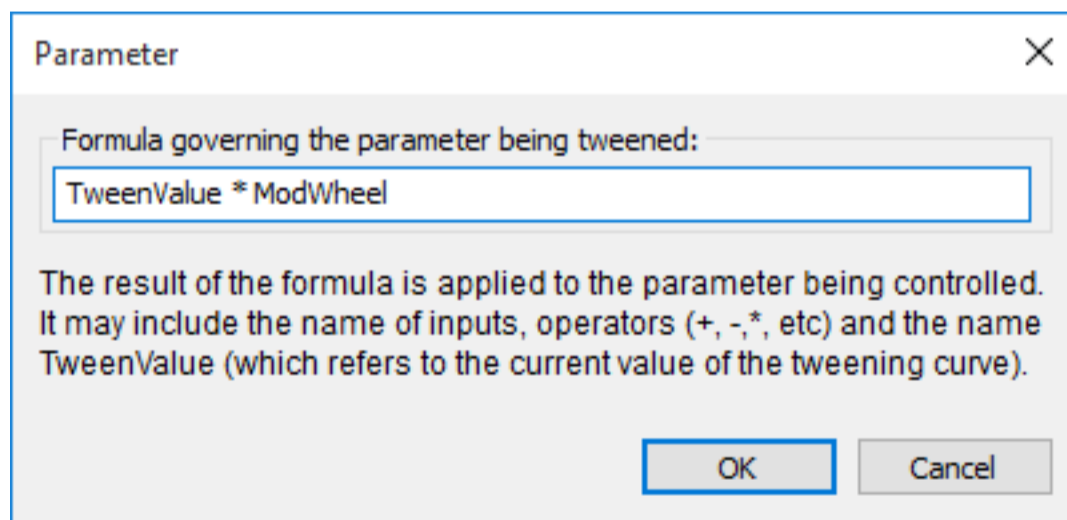 Parameter
Formula governing the parameter being tweened:
TweenValue * ModWheel
The result of the formula is applied to the parameter being controlled.
It may include the name of inputs, operators (+, -,*, etc) and the name
TweenValue (which refers to the current value of the tweening curve).
OK Cancel